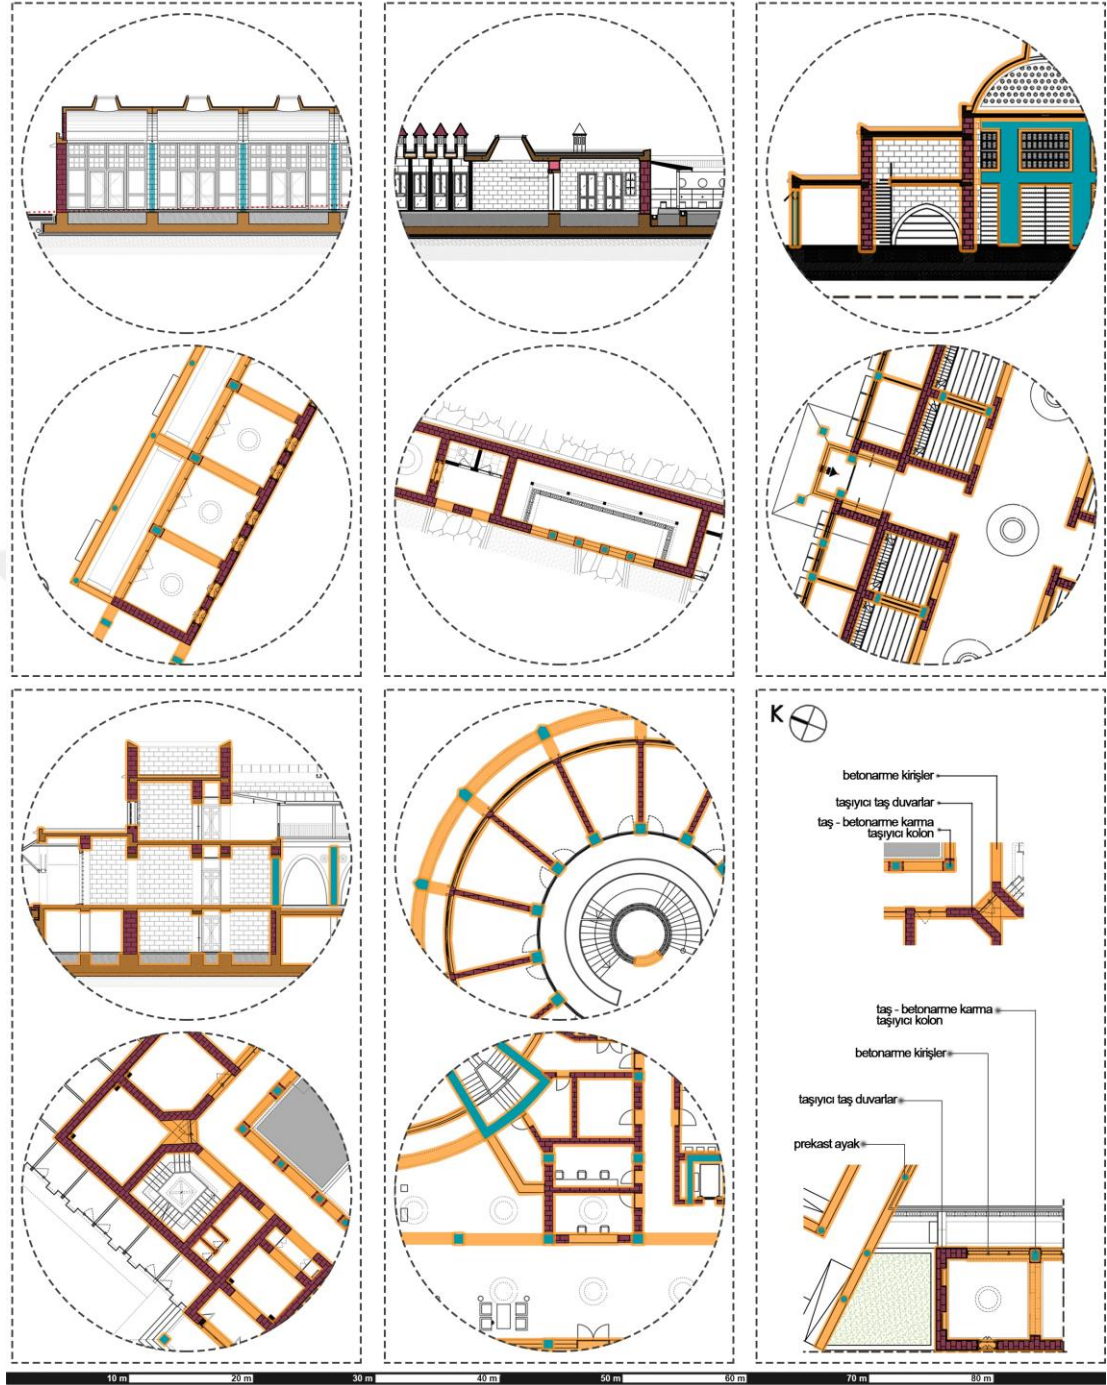 K
betonarme kirişler
taşıyıcı taş duvarlar
taş - betonarme karma
taşıyıcı kolon
taş - betonarme karma
taşıyıcı kolon
betonarme kirişler
taşıyıcı taş duvarlar
prekast ayak
10 m 20 m 30 m 40 m 50 m 60 m 70 m 80 m